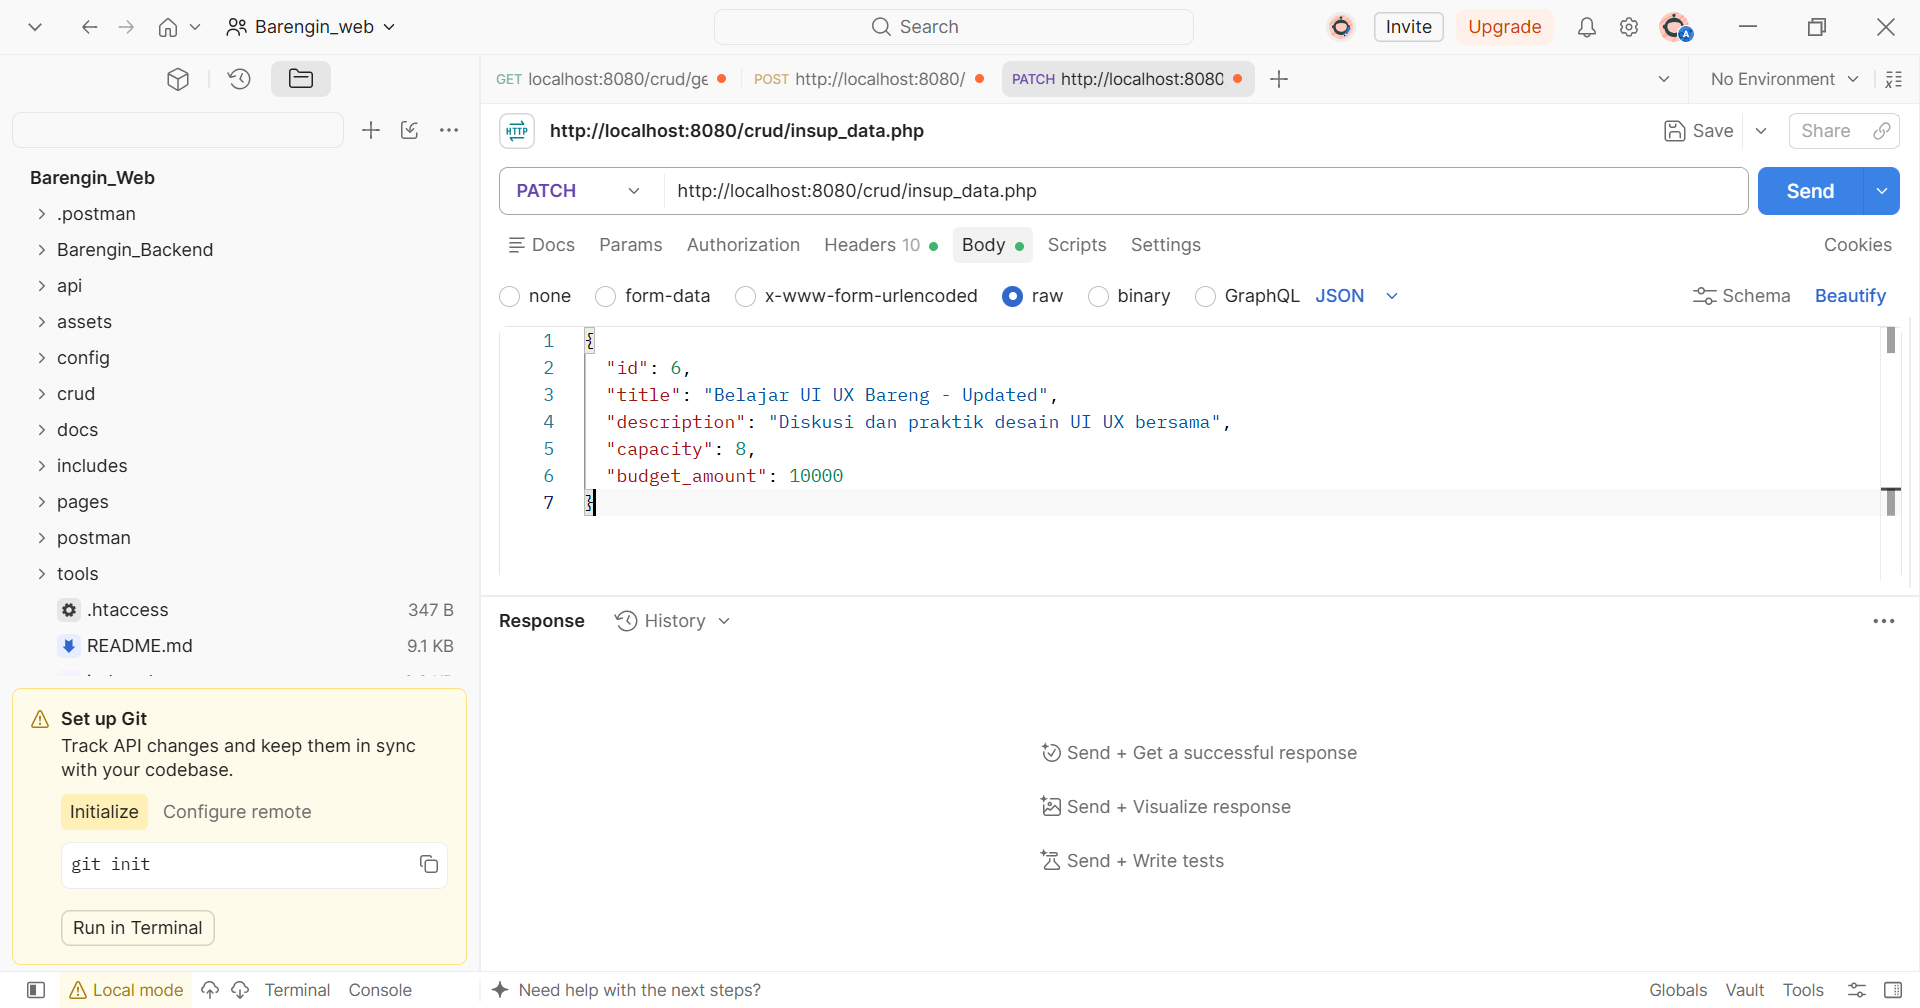 Barengin_web
Search
Invite
Upgrade
A
GET localhost:8080/crud/ge
POST http://localhost:8080/
PATCH http://localhost:8080
No Environment
HTTP http://localhost:8080/crud/insup_data.php
Save
Share
Barengin_Web
.postman
Barengin_Backend
api
assets
config
crud
docs
includes
pages
postman
tools
.htaccess 347 B
README.md 9.1 KB
Set up Git
Track API changes and keep them in sync
with your codebase.
Initialize Configure remote
git init
Run in Terminal
PATCH http://localhost:8080/crud/insup_data.php
Send
Docs Params Authorization Headers 10 Body Scripts Settings Cookies
none form-data x-www-form-urlencoded raw binary GraphQL JSON Schema Beautify
1 {
2 "id": 6,
3 "title": "Belajar UI UX Bareng - Updated",
4 "description": "Diskusi dan praktik desain UI UX bersama",
5 "capacity": 8,
6 "budget_amount": 10000
7 }
Response History
Send + Get a successful response
Send + Visualize response
Send + Write tests
Local mode Terminal Console
Need help with the next steps?
Globals Vault Tools